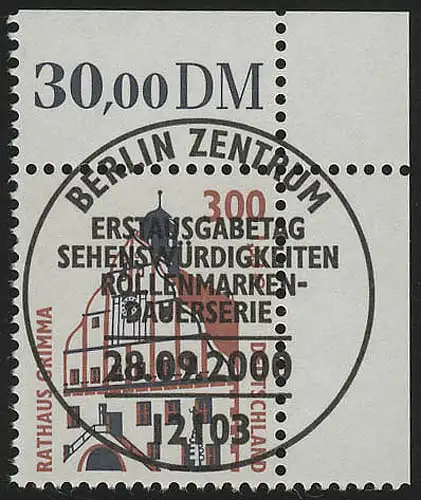 30,00 DM
BERLIN ZENTRUM
300
ERSTAUSGABETAG
SEHENSWÜRDIGKEITEN
ROLLENMARKEN-
DAUERSERIE
28.09.2000
12103
RATHAUS GRIMMA
DEUTSCHLAND